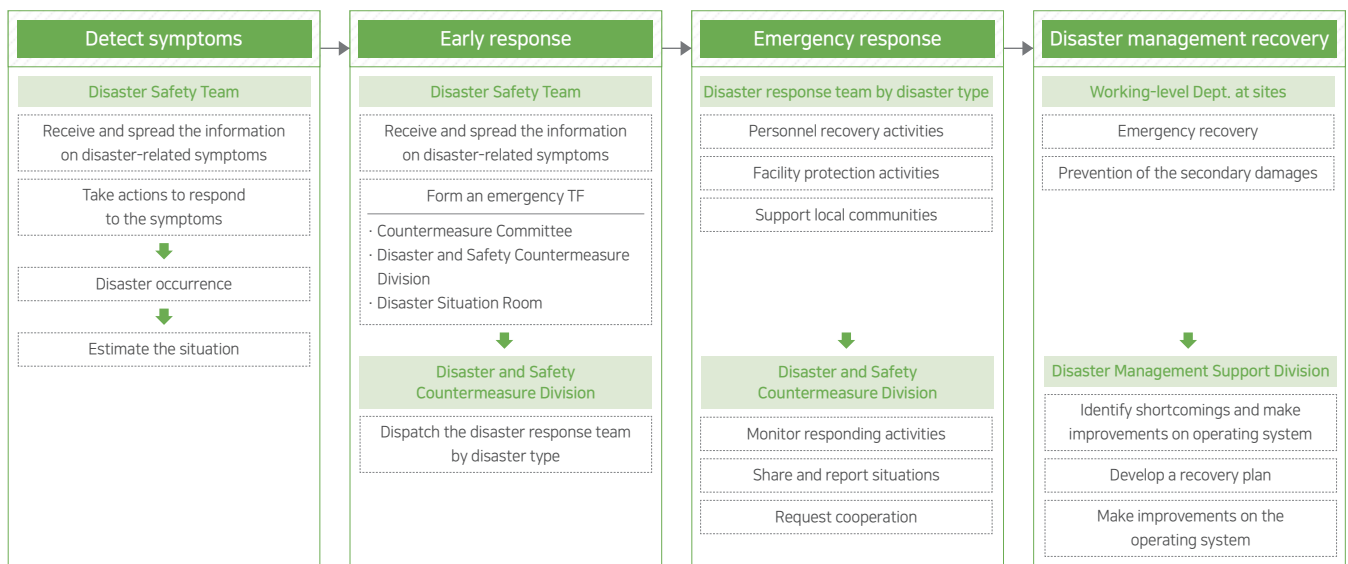 Detect symptoms
Disaster Safety Team
Receive and spread the information
on disaster-related symptoms
Take actions to respond
to the symptoms
Disaster occurrence
Estimate the situation
Early response
Disaster Safety Team
Receive and spread the information
on disaster-related symptoms
Form an emergency TF
· Countermeasure Committee
· Disaster and Safety Countermeasure
Division
· Disaster Situation Room
Disaster and Safety
Countermeasure Division
Dispatch the disaster response team
by disaster type
Emergency response
Disaster response team by disaster type
Personnel recovery activities
Facility protection activities
Support local communities
Disaster and Safety
Countermeasure Division
Monitor responding activities
Share and report situations
Request cooperation
Disaster management recovery
Working-level Dept. at sites
Emergency recovery
Prevention of the secondary damages
Disaster Management Support Division
Identify shortcomings and make
improvements on operating system
Develop a recovery plan
Make improvements on the
operating system